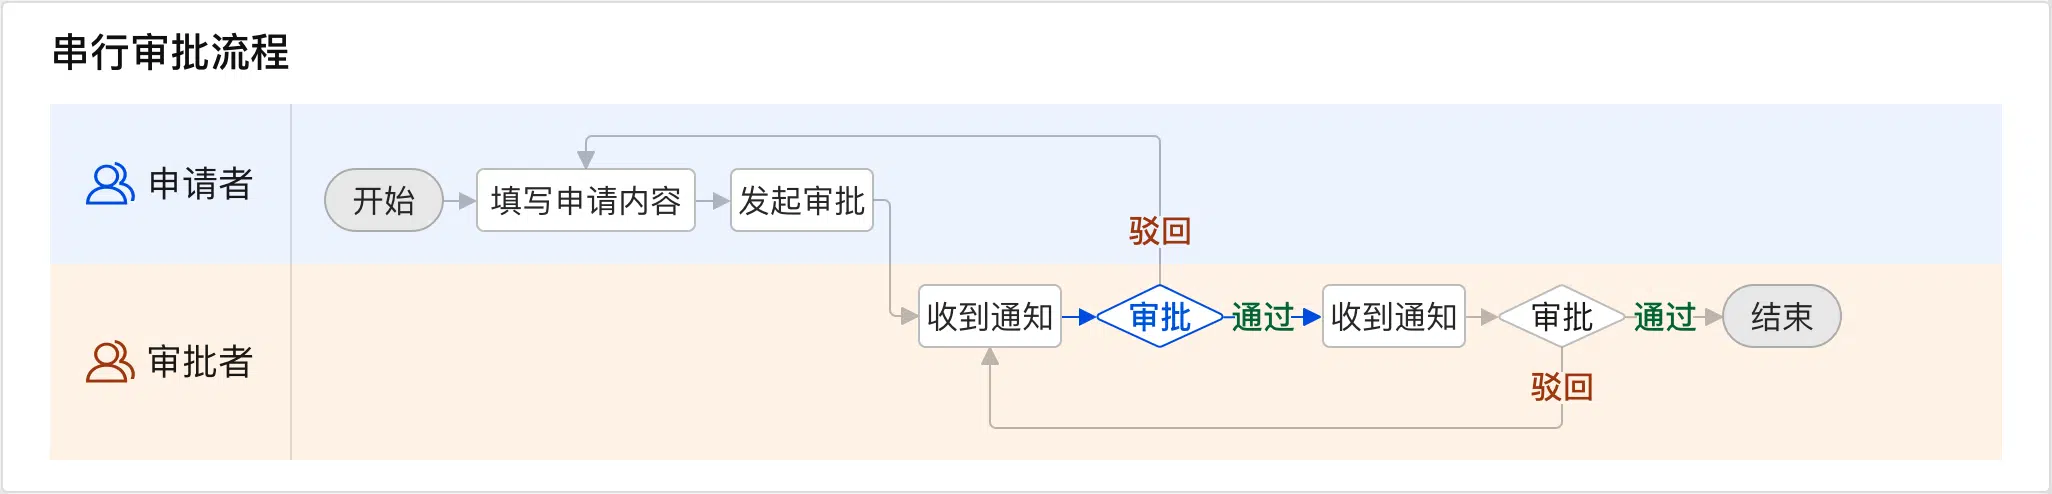 串行审批流程
申请者
开始
填写申请内容
发起审批
驳回
审批者
收到通知
审批
通过
收到通知
审批
通过
结束
驳回